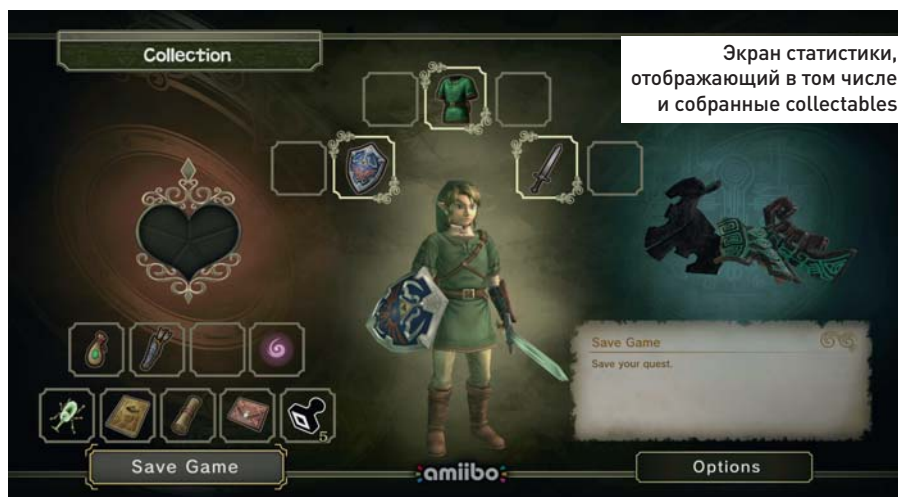 Collection
Экран статистики,
отображающий в том числе
и собранные collectables
Save Game
Save your quest.
5
Save Game
amiibo
Options